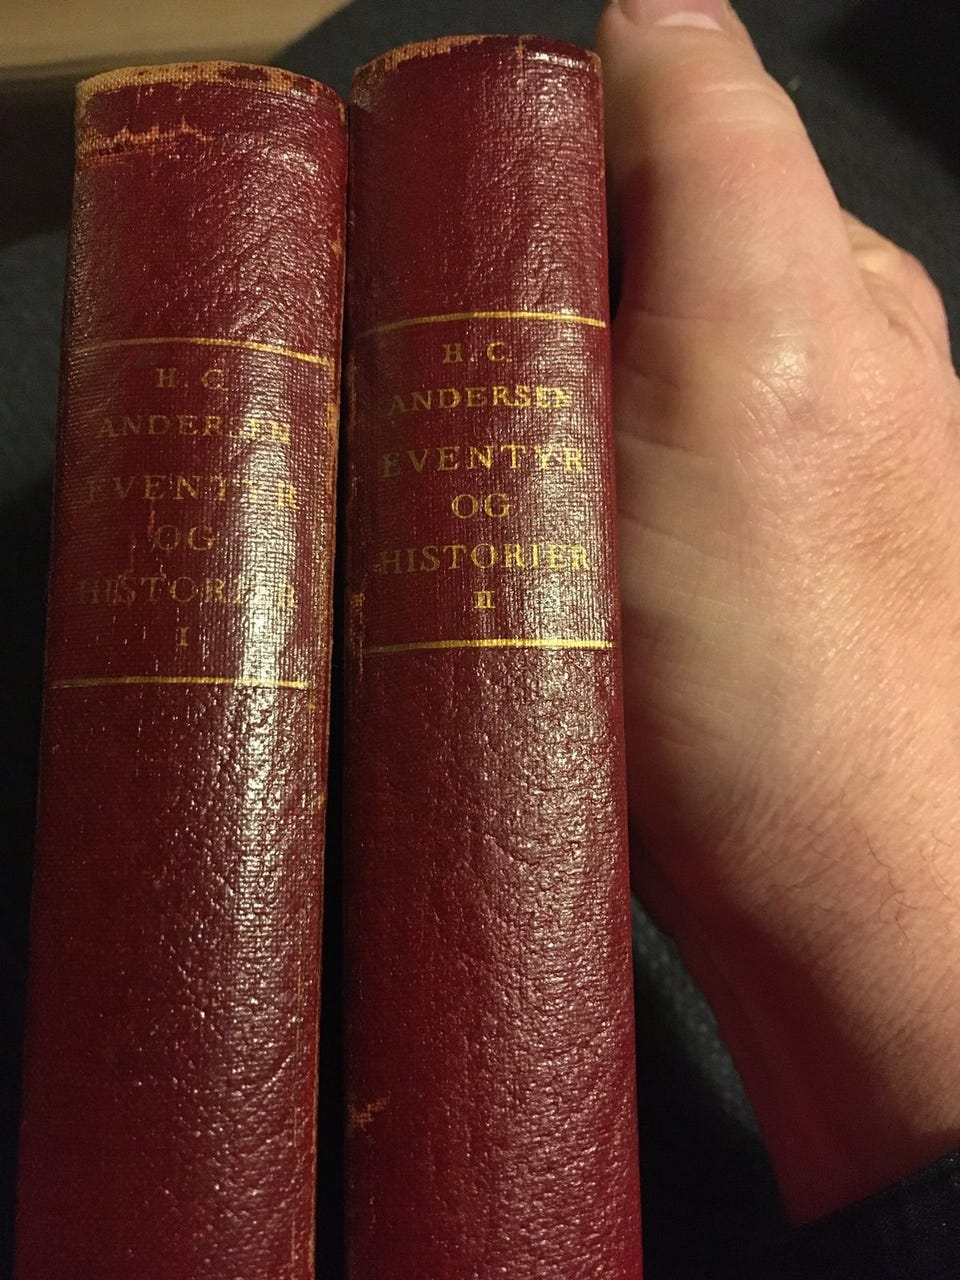 H. C.
ANDERSEN
EVENTYR
OG
HISTORIER
I
H. C.
ANDERSEN
EVENTYR
OG
HISTORIER
II